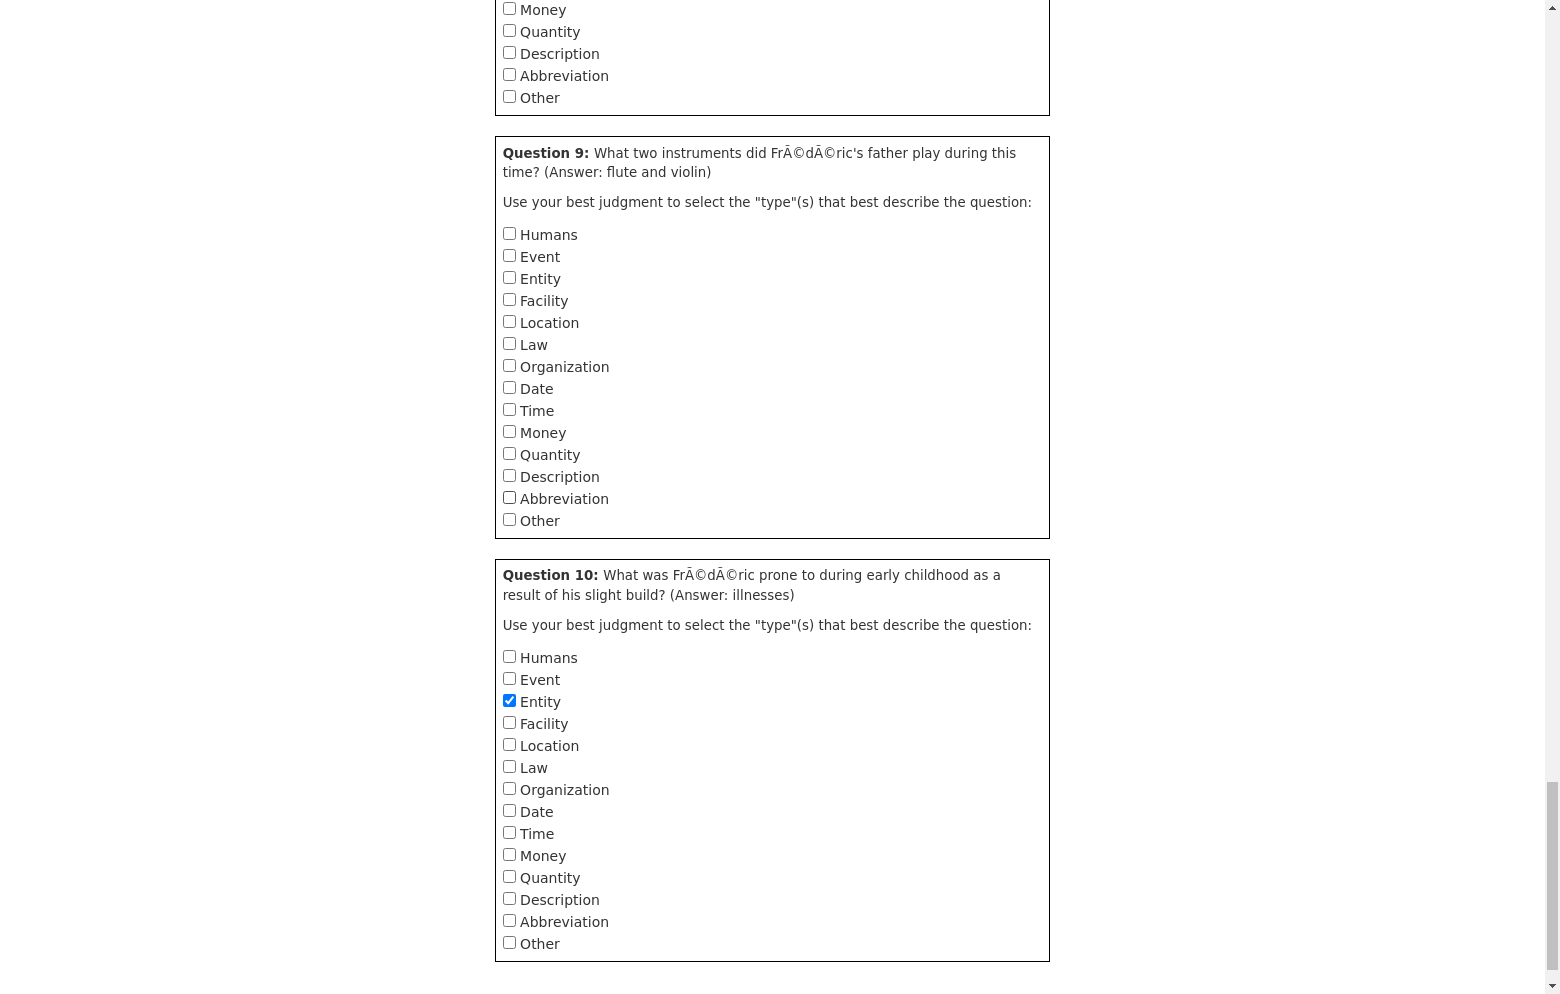 Money
Quantity
Description
Abbreviation
Other
Question 9: What two instruments did FrÃ©dÃ©ric's father play during this
time? (Answer: flute and violin)
Use your best judgment to select the "type"(s) that best describe the question:
Humans
Event
Entity
Facility
Location
Law
Organization
Date
Time
Money
Quantity
Description
Abbreviation
Other
Question 10: What was FrÃ©dÃ©ric prone to during early childhood as a
result of his slight build? (Answer: illnesses)
Use your best judgment to select the "type"(s) that best describe the question:
Humans
Event
Entity
Facility
Location
Law
Organization
Date
Time
Money
Quantity
Description
Abbreviation
Other